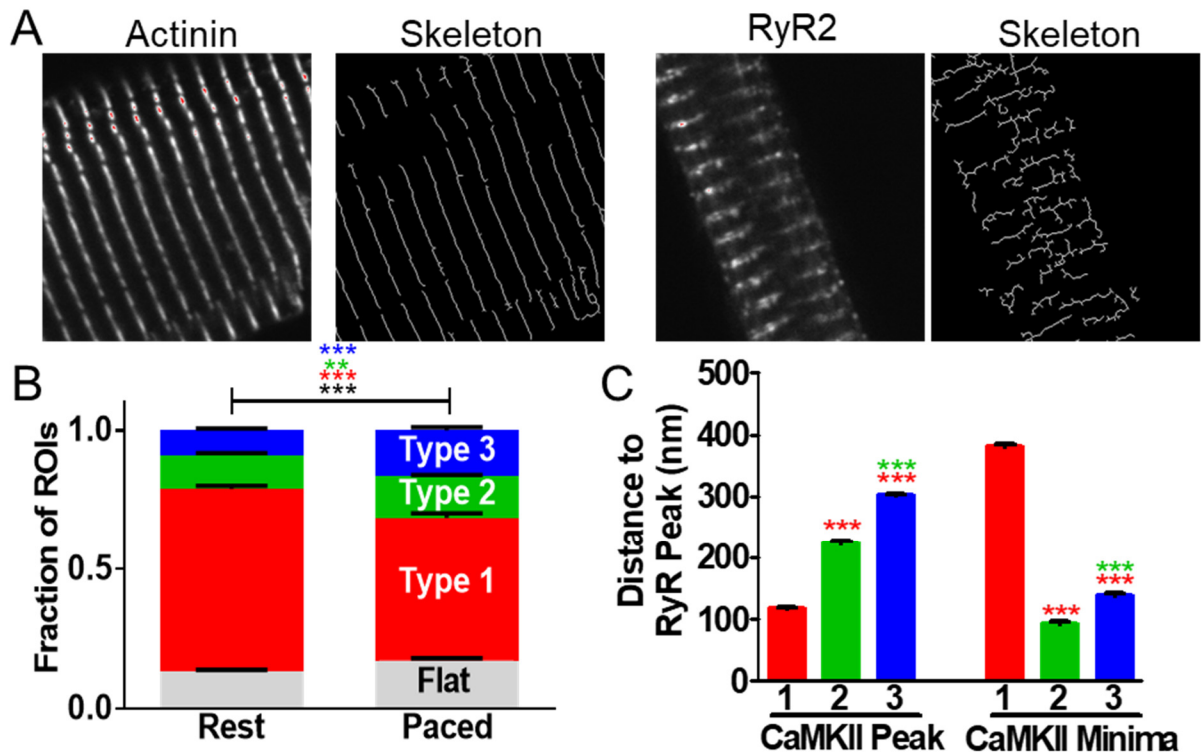 A
Actinin
Skeleton
RyR2
Skeleton
B
***
**
***
***
Fraction of ROIs
1.0
0.5
0.0
Type 3
Type 2
Type 1
Flat
Rest
Paced
C
Distance to
RyR Peak (nm)
500
400
300
200
100
0
***
***
***
***
***
***
1 2 3
1 2 3
CaMKII Peak
CaMKII Minima